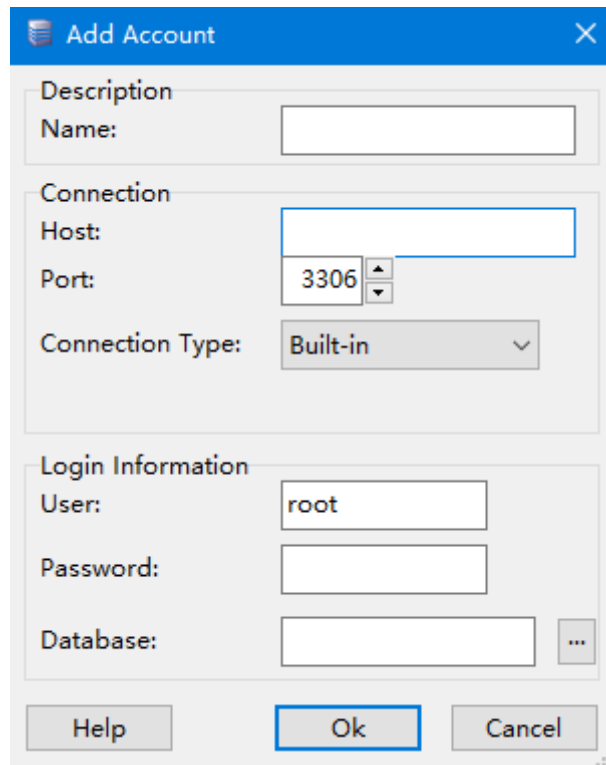 Add Account
Description
Name:
Connection
Host:
Port: 3306
Connection Type: Built-in
Login Information
User: root
Password:
Database: ...
Help Ok Cancel